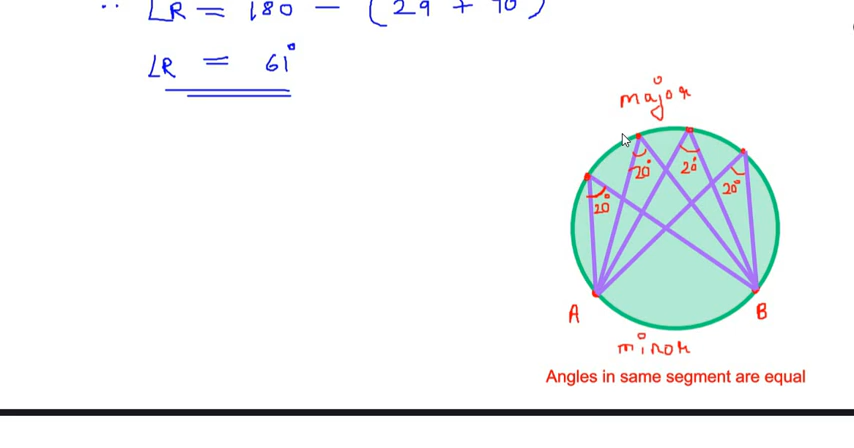 ∴ ∠R = 180 - (29 + 90)
∠R = 61°
major
20°
20°
20°
20°
A
B
minor
Angles in same segment are equal